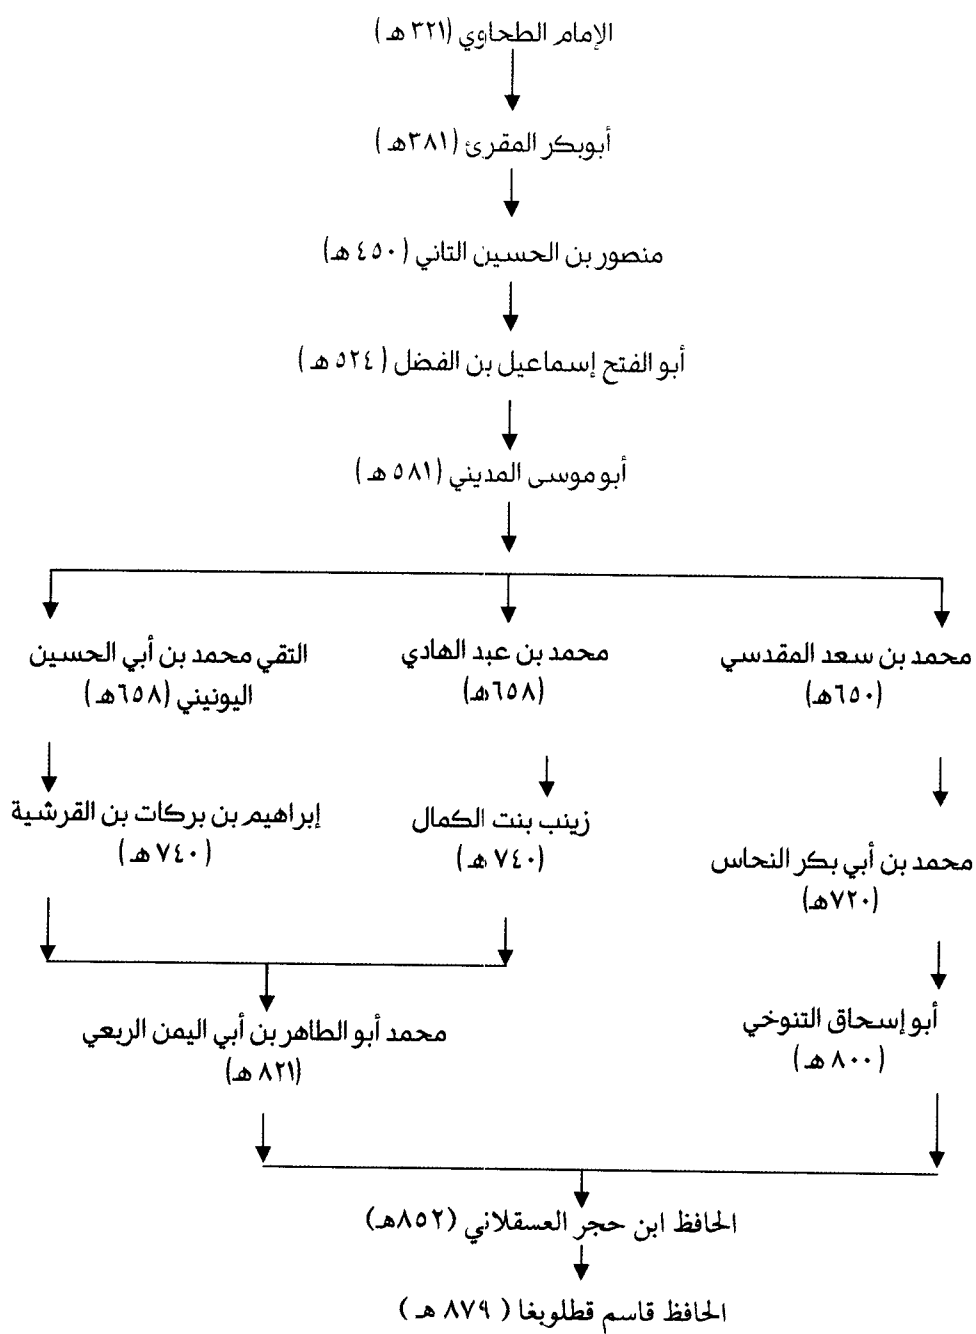 الإمام الطحاوي (٣٢١ هـ)
أبوبكر المقرئ (٣٨١هـ)
منصور بن الحسين التاني (٤٥٠ هـ)
أبو الفتح إسماعيل بن الفضل (٥٢٤ هـ)
أبو موسى المديني (٥٨١ هـ)
محمد بن سعد المقدسي
(٦٥٠هـ)
محمد بن عبد الهادي
(٦٥٨هـ)
التقي محمد بن أبي الحسين
اليونيني (٦٥٨هـ)
محمد بن أبي بكر النحاس
(٧٢٠هـ)
زينب بنت الكمال
(٧٤٠ هـ)
إبراهيم بن بركات بن القرشية
(٧٤٠ هـ)
أبو إسحاق التنوخي
(٨٠٠ هـ)
محمد أبو الطاهر بن أبي اليمن الربعي
(٨٢١ هـ)
الحافظ ابن حجر العسقلاني (٨٥٢هـ)
الحافظ قاسم قطلوبغا (٨٧٩ هـ)